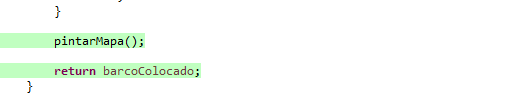 }
pintarMapa();
return barcoColocado;
}